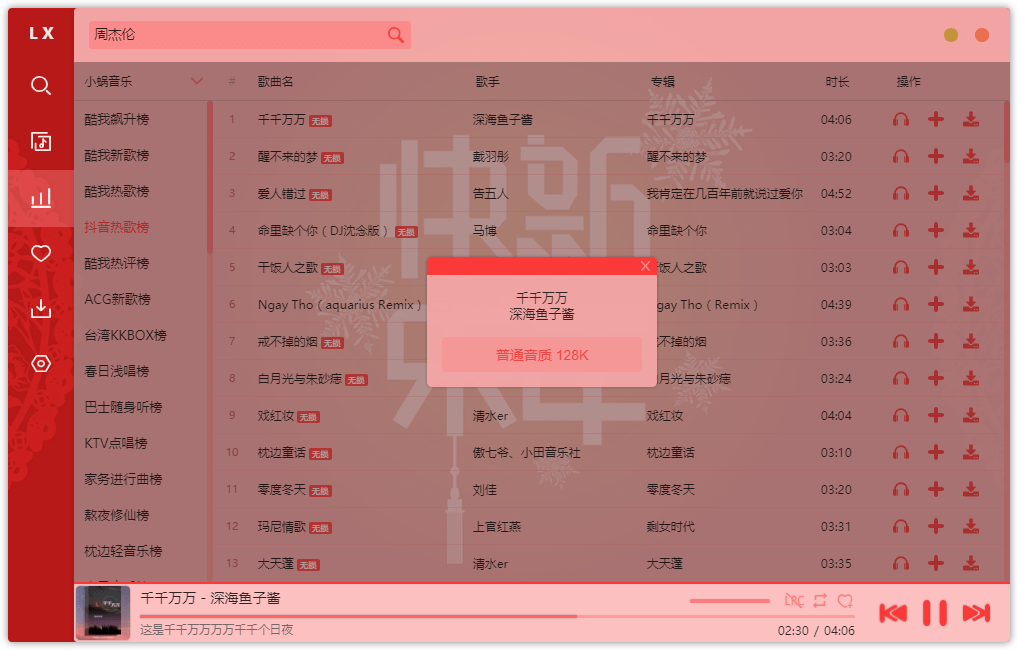 LX
周杰伦
小蜗音乐
# 歌曲名 歌手 专辑 时长 操作
酷我飙升榜
酷我新歌榜
酷我热歌榜
抖音热歌榜
酷我热评榜
ACG新歌榜
台湾KKBOX榜
春日浅唱榜
巴士随身听榜
KTV点唱榜
家务进行曲榜
熬夜修仙榜
枕边轻音乐榜
1 千千万万 无损 深海鱼子酱 千千万万 04:06
2 醒不来的梦 无损 戴羽彤 醒不来的梦 03:20
3 爱人错过 无损 告五人 我肯定在几百年前就说过爱你 04:52
4 命里缺个你（DJ沈念版） 无损 马博 命里缺个你 03:04
5 干饭人之歌 无损 饭人之歌 03:03
6 Ngay Tho（aquarius Remix） gay Tho（Remix） 04:39
7 戒不掉的烟 无损 不掉的烟 03:36
8 白月光与朱砂痣 无损 月光与朱砂痣 03:24
9 戏红妆 无损 清水er 戏红妆 04:04
10 枕边童话 无损 傲七爷、小田音乐社 枕边童话 03:10
11 零度冬天 无损 刘佳 零度冬天 03:20
12 玛尼情歌 无损 上官红燕 剩女时代 03:31
13 大天蓬 无损 清水er 大天蓬 03:35
快新
乐年
X
千千万万
深海鱼子酱
普通音质 128K
千千万万 - 深海鱼子酱
LRC
这是千千万万万万千千个日夜
02:30 / 04:06